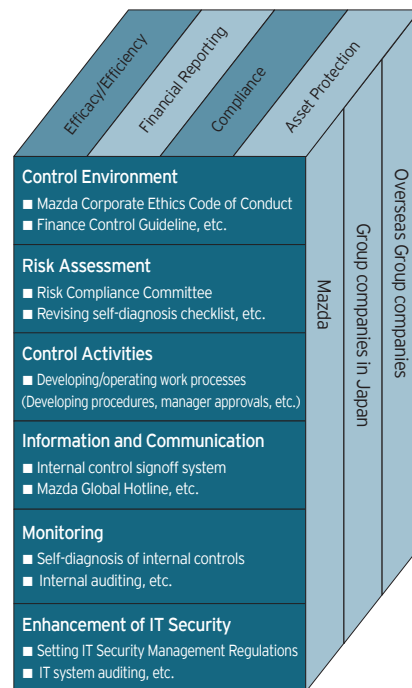 Efficacy/Efficiency
Financial Reporting
Compliance
Asset Protection
Control Environment
■ Mazda Corporate Ethics Code of Conduct
■ Finance Control Guideline, etc.
Risk Assessment
■ Risk Compliance Committee
■ Revising self-diagnosis checklist, etc.
Control Activities
■ Developing/operating work processes
(Developing procedures, manager approvals, etc.)
Information and Communication
■ Internal control signoff system
■ Mazda Global Hotline, etc.
Monitoring
■ Self-diagnosis of internal controls
■ Internal auditing, etc.
Enhancement of IT Security
■ Setting IT Security Management Regulations
■ IT system auditing, etc.
Mazda
Group companies in Japan
Overseas Group companies